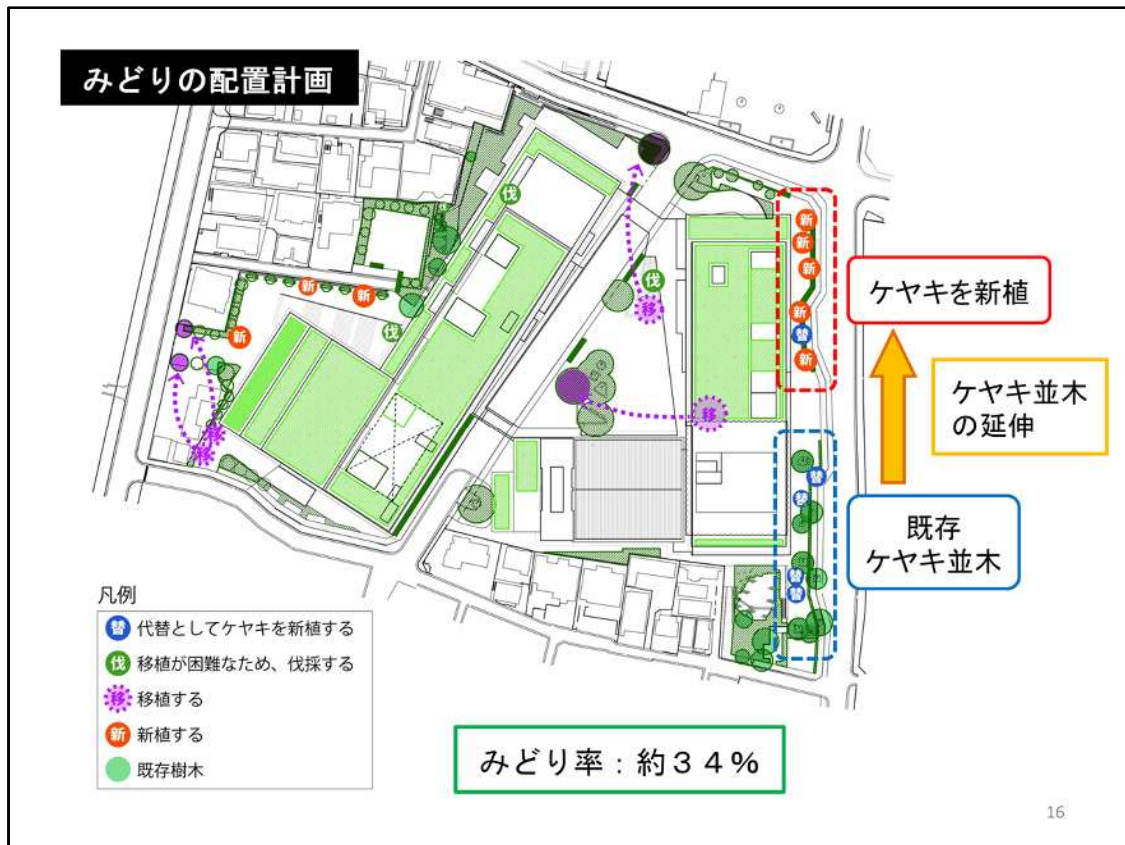 みどりの配置計画
伐
新
新
新
新
伐
移
新
替
新
新
新
新
伐
移
移
移
替
替
替
替
ケヤキを新植
ケヤキ並木
の延伸
既存
ケヤキ並木
凡例
替 代替としてケヤキを新植する
伐 移植が困難なため、伐採する
移 移植する
新 新植する
既存樹木
みどり率：約３４%
16